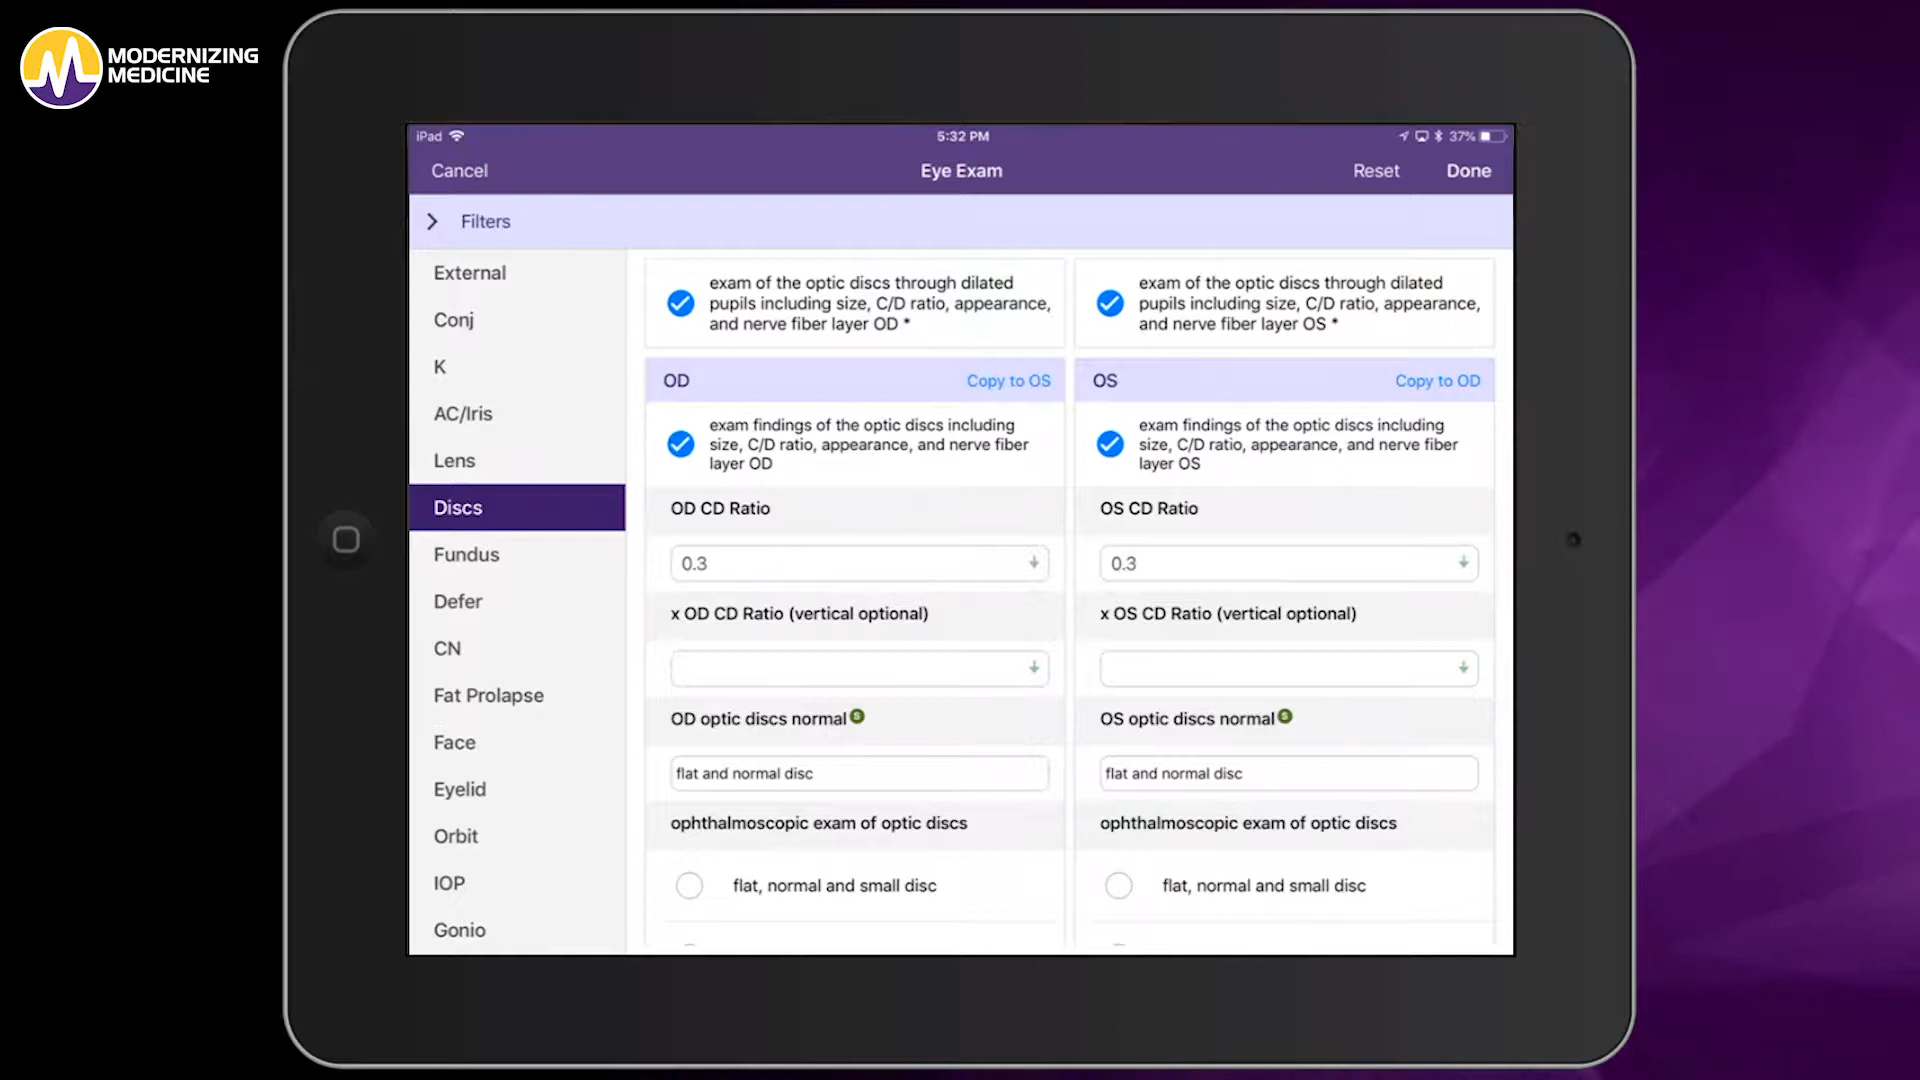 MODERNIZING
MEDICINE
iPad
5:32 PM
37%
Cancel
Eye Exam
Reset
Done
Filters
External
Conj
K
AC/Iris
Lens
Discs
Fundus
Defer
CN
Fat Prolapse
Face
Eyelid
Orbit
IOP
Gonio
exam of the optic discs through dilated
pupils including size, C/D ratio, appearance,
and nerve fiber layer OD *
exam of the optic discs through dilated
pupils including size, C/D ratio, appearance,
and nerve fiber layer OS *
OD
Copy to OS
OS
Copy to OD
exam findings of the optic discs including
size, C/D ratio, appearance, and nerve fiber
layer OD
exam findings of the optic discs including
size, C/D ratio, appearance, and nerve fiber
layer OS
OD CD Ratio
OS CD Ratio
0.3
0.3
x OD CD Ratio (vertical optional)
x OS CD Ratio (vertical optional)
OD optic discs normal S
OS optic discs normal S
flat and normal disc
flat and normal disc
ophthalmoscopic exam of optic discs
ophthalmoscopic exam of optic discs
flat, normal and small disc
flat, normal and small disc